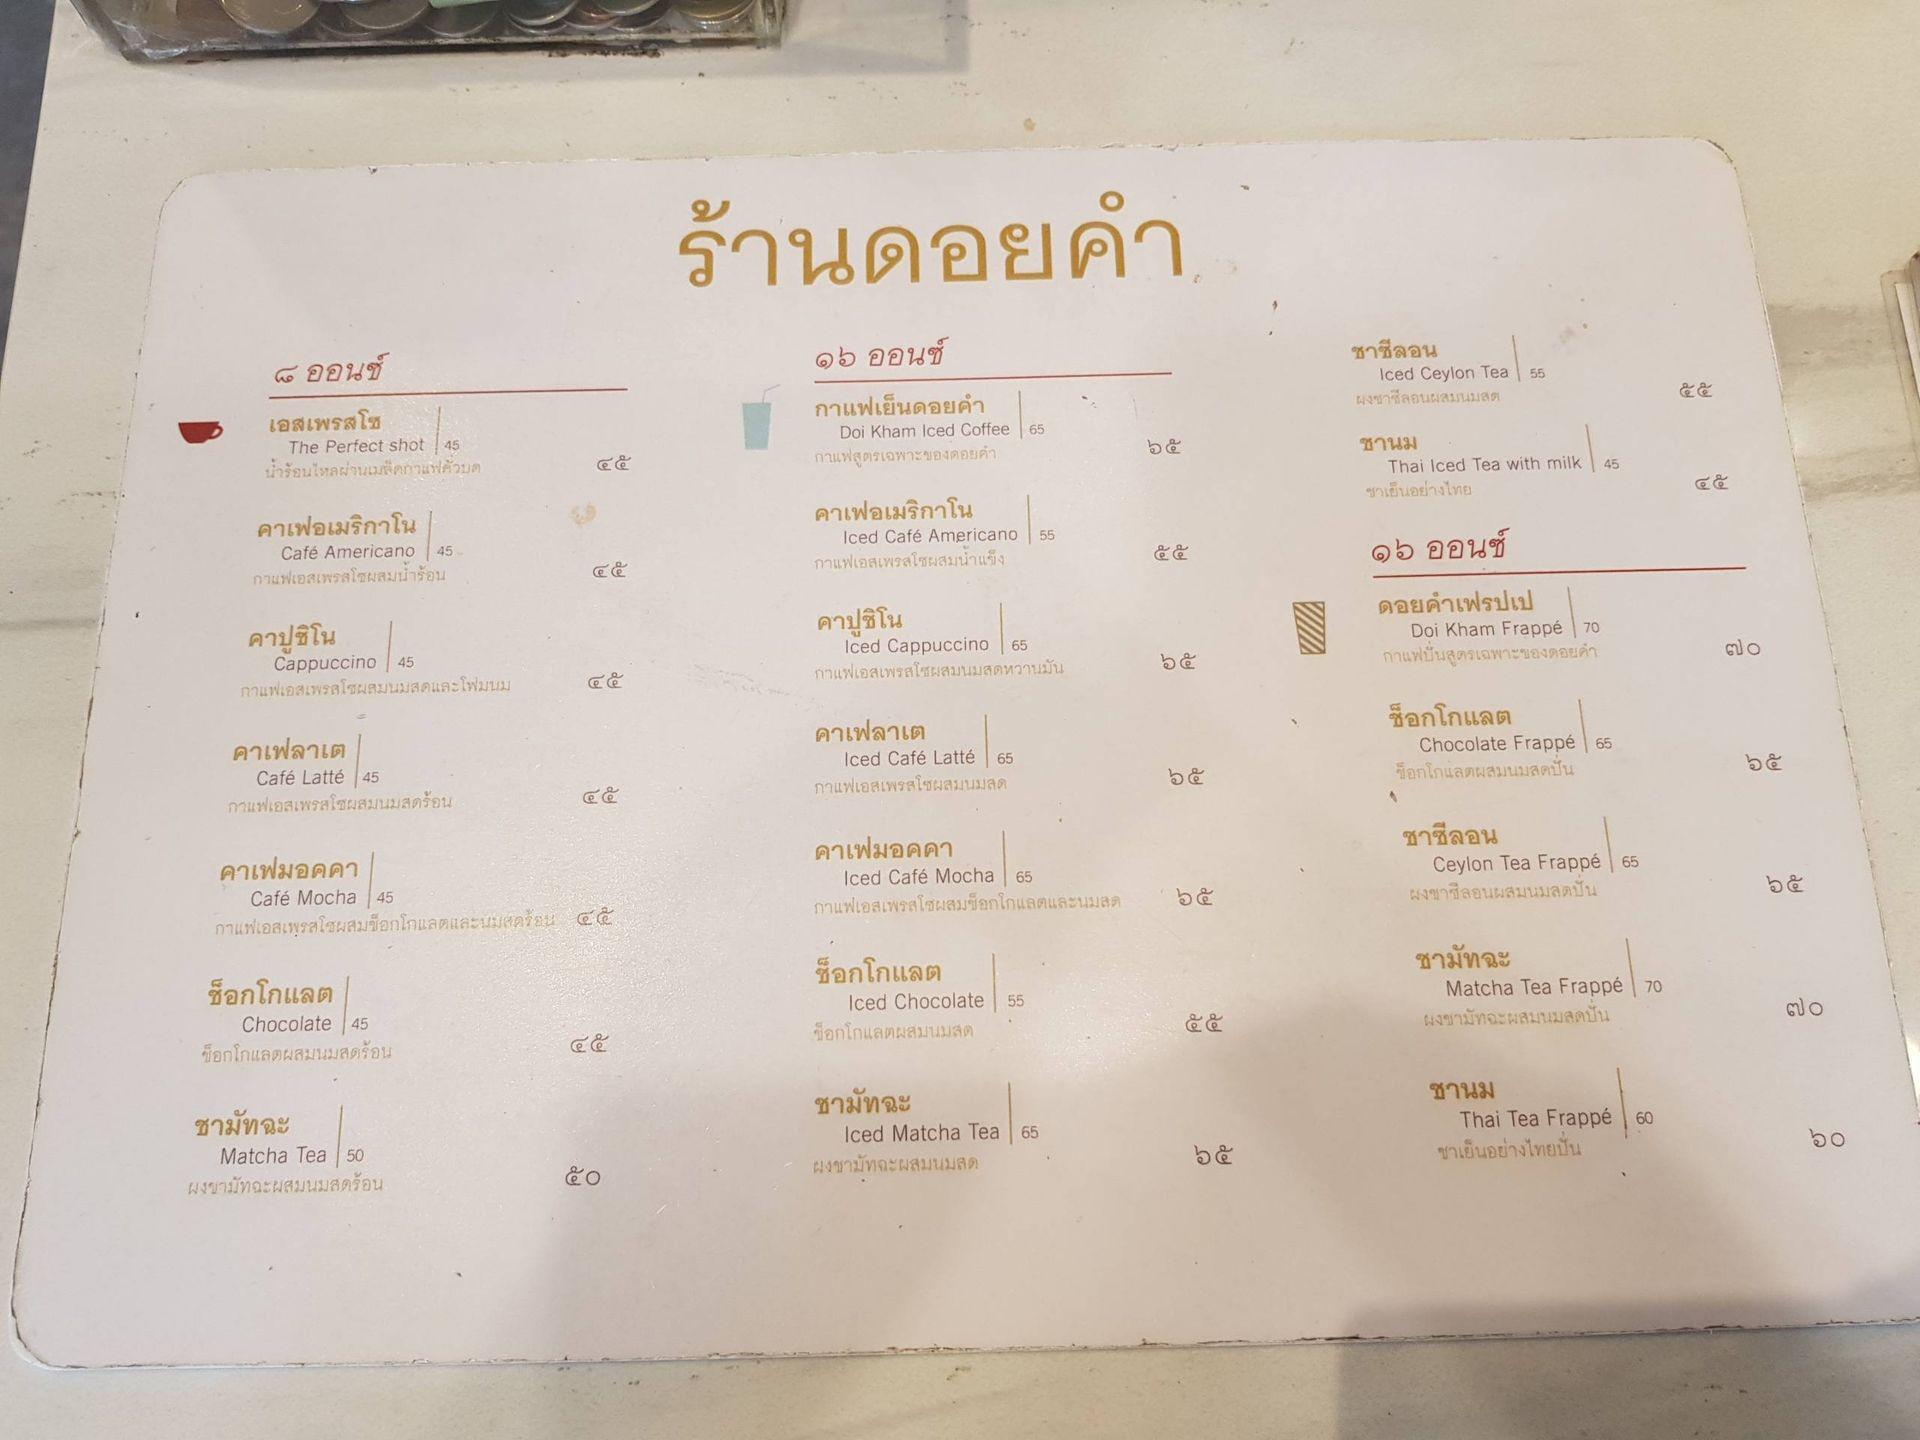 ร้านดอยคำ
๘ ออนซ์
เอสเพรสโซ
The Perfect shot 45
น้ำร้อนไหลผ่านเมล็ดกาแฟคั่วบด ๔๕
คาเฟอเมริกาโน
Café Americano 45
กาแฟเอสเพรสโซผสมน้ำร้อน ๔๕
คาปูชิโน
Cappuccino 45
กาแฟเอสเพรสโซผสมนมสดและโฟมนม ๔๕
คาเฟลาเต
Café Latté 45
กาแฟเอสเพรสโซผสมนมสดร้อน ๔๕
คาเฟมอคคา
Café Mocha 45
กาแฟเอสเพรสโซผสมช็อกโกแลตและนมสดร้อน ๔๕
ช็อกโกแลต
Chocolate 45
ช็อกโกแลตผสมนมสดร้อน ๔๕
ชามัทฉะ
Matcha Tea 50
ผงชามัทฉะผสมนมสดร้อน ๕๐
๑๖ ออนซ์
กาแฟเย็นดอยคำ
Doi Kham Iced Coffee 65
กาแฟสูตรเฉพาะของดอยคำ ๖๕
คาเฟอเมริกาโน
Iced Café Americano 55
กาแฟเอสเพรสโซผสมน้ำแข็ง ๕๕
คาปูชิโน
Iced Cappuccino 65
กาแฟเอสเพรสโซผสมนมสดหวานมัน ๖๕
คาเฟลาเต
Iced Café Latté 65
กาแฟเอสเพรสโซผสมนมสด ๖๕
คาเฟมอคคา
Iced Café Mocha 65
กาแฟเอสเพรสโซผสมช็อกโกแลตและนมสด ๖๕
ช็อกโกแลต
Iced Chocolate 55
ช็อกโกแลตผสมนมสด ๕๕
ชามัทฉะ
Iced Matcha Tea 65
ผงชามัทฉะผสมนมสด ๖๕
ชาซีลอน
Iced Ceylon Tea 55
ผงชาซีลอนผสมนมสด ๕๕
ชานม
Thai Iced Tea with milk 45
ชาเย็นอย่างไทย ๔๕
๑๖ ออนซ์
ดอยคำเฟรปเป
Doi Kham Frappé 70
กาแฟปั่นสูตรเฉพาะของดอยคำ ๗๐
ช็อกโกแลต
Chocolate Frappé 65
ช็อกโกแลตผสมนมสดปั่น ๖๕
ชาซีลอน
Ceylon Tea Frappé 65
ผงชาซีลอนผสมนมสดปั่น ๖๕
ชามัทฉะ
Matcha Tea Frappé 70
ผงชามัทฉะผสมนมสดปั่น ๗๐
ชานม
Thai Tea Frappé 60
ชาเย็นอย่างไทยปั่น ๖๐